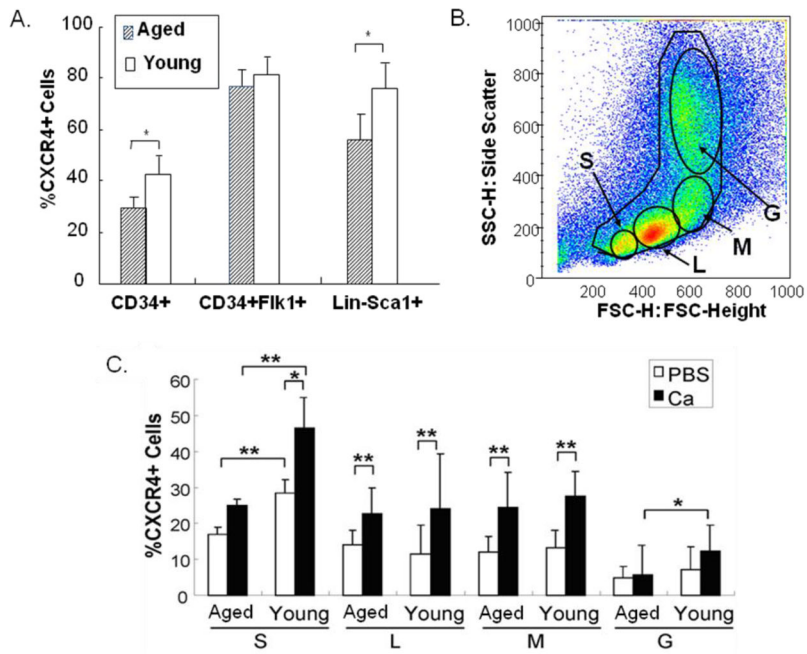 A.
Aged
Young
%CXCR4+ Cells
100
80
60
40
20
0
*
*
CD34+
CD34+Flk1+
Lin-Sca1+
B.
SSC-H: Side Scatter
1000
800
600
400
200
0
S
G
M
L
200 400 600 800 1000
FSC-H: FSC-Height
C.
PBS
Ca
%CXCR4+ Cells
60
50
40
30
20
10
0
**
*
**
**
**
**
**
*
Aged Young Aged Young Aged Young Aged Young
S L M G